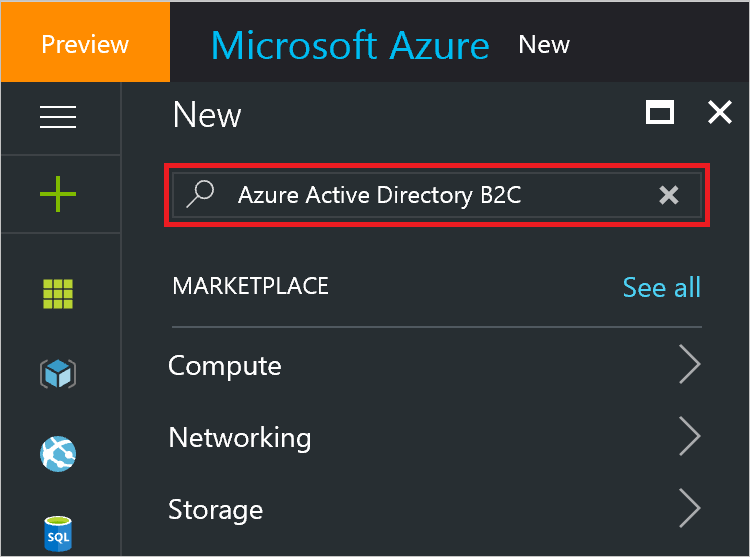 Preview
Microsoft Azure New
New
Azure Active Directory B2C
MARKETPLACE
See all
Compute
Networking
Storage
SQL